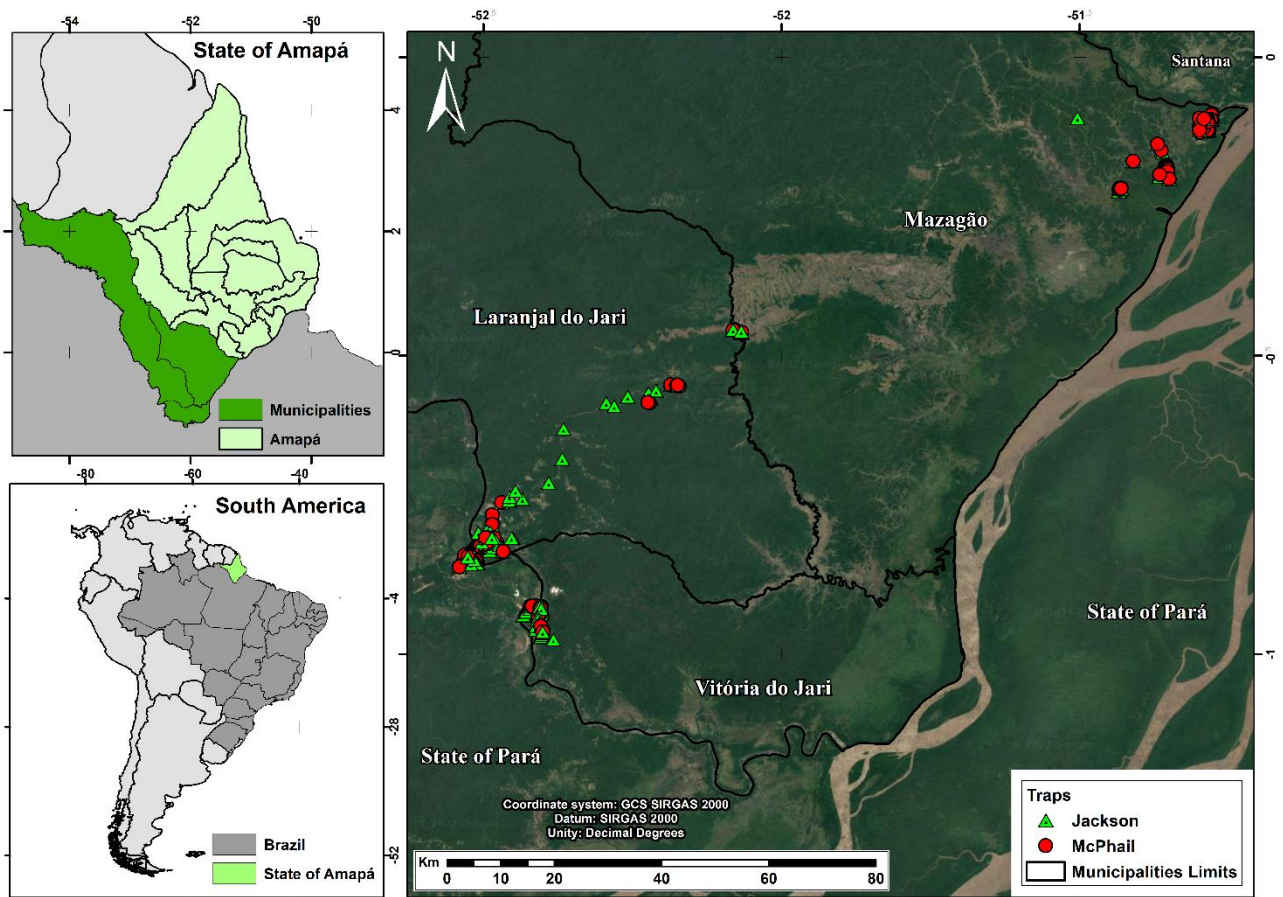 -54 -52 -50
State of Amapá
4
2
0
Municipalities
Amapá
-80 -60 -40
South America
-4
-28
-52
Brazil
State of Amapá
-52.5 -52 -51.5
N
Santana
0
Mazagão
Laranjal do Jari
-0.5
State of Pará
-1
Vitória do Jari
State of Pará
Coordinate system: GCS SIRGAS 2000
Datum: SIRGAS 2000
Unity: Decimal Degrees
Km
0 10 20 40 60 80
Traps
Jackson
McPhail
Municipalities Limits